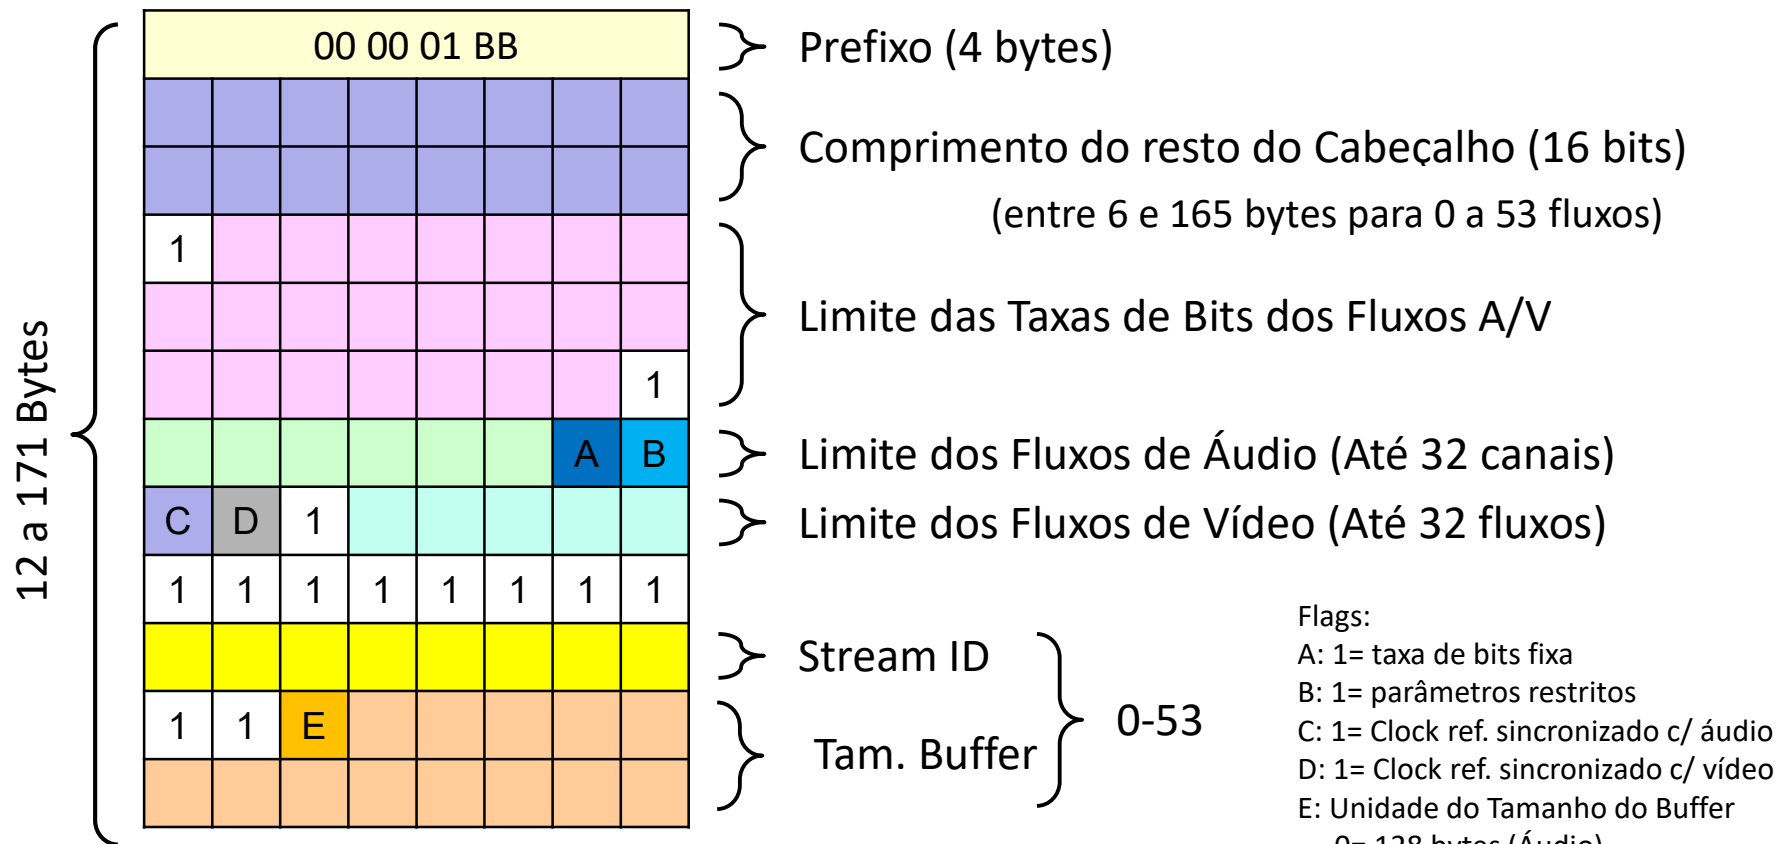 00 00 01 BB
Prefixo (4 bytes)
Comprimento do resto do Cabeçalho (16 bits)
(entre 6 e 165 bytes para 0 a 53 fluxos)
1
Limite das Taxas de Bits dos Fluxos A/V
1
12 a 171 Bytes
A B
Limite dos Fluxos de Áudio (Até 32 canais)
C D 1
Limite dos Fluxos de Vídeo (Até 32 fluxos)
1 1 1 1 1 1 1 1
Stream ID
1 1 E
Tam. Buffer
0-53
Flags:
A: 1= taxa de bits fixa
B: 1= parâmetros restritos
C: 1= Clock ref. sincronizado c/ áudio
D: 1= Clock ref. sincronizado c/ vídeo
E: Unidade do Tamanho do Buffer
0= 128 bytes (Áudio)